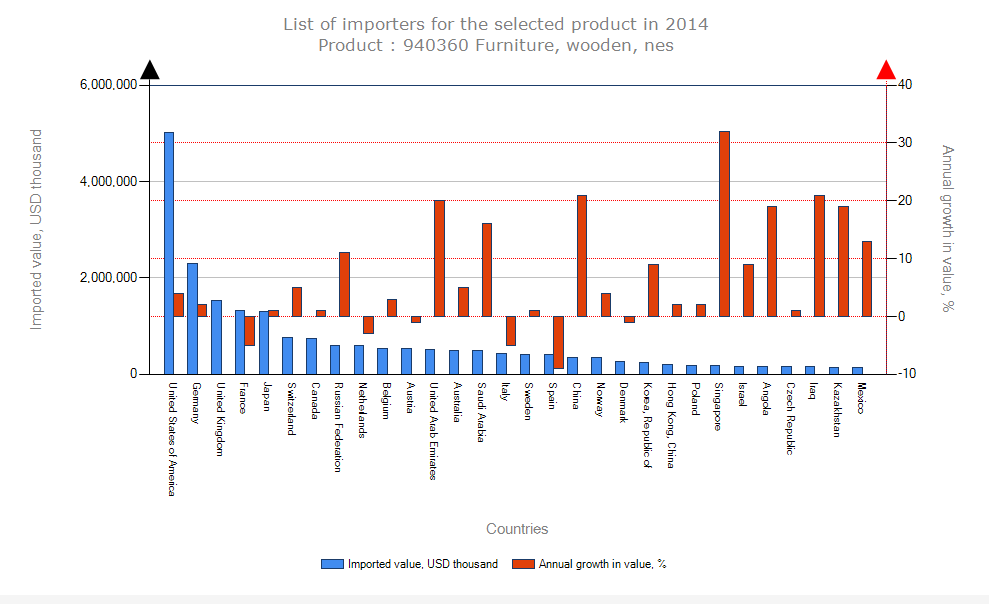 List of importers for the selected product in 2014
Product : 940360 Furniture, wooden, nes
6,000,000
4,000,000
2,000,000
0
Imported value, USD thousand
40
30
20
10
0
-10
Annual growth in value, %
United States of America
Germany
United Kingdom
France
Japan
Switzerland
Canada
Russian Federation
Netherlands
Belgium
Austria
United Arab Emirates
Australia
Saudi Arabia
Italy
Sweden
Spain
China
Norway
Denmark
Korea, Republic of
Hong Kong, China
Poland
Singapore
Israel
Angola
Czech Republic
Iraq
Kazakhstan
Mexico
Countries
Imported value, USD thousand
Annual growth in value, %